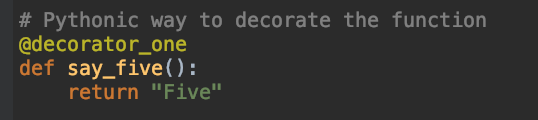 # Pythonic way to decorate the function
@decorator_one
def say_five():
    return "Five"